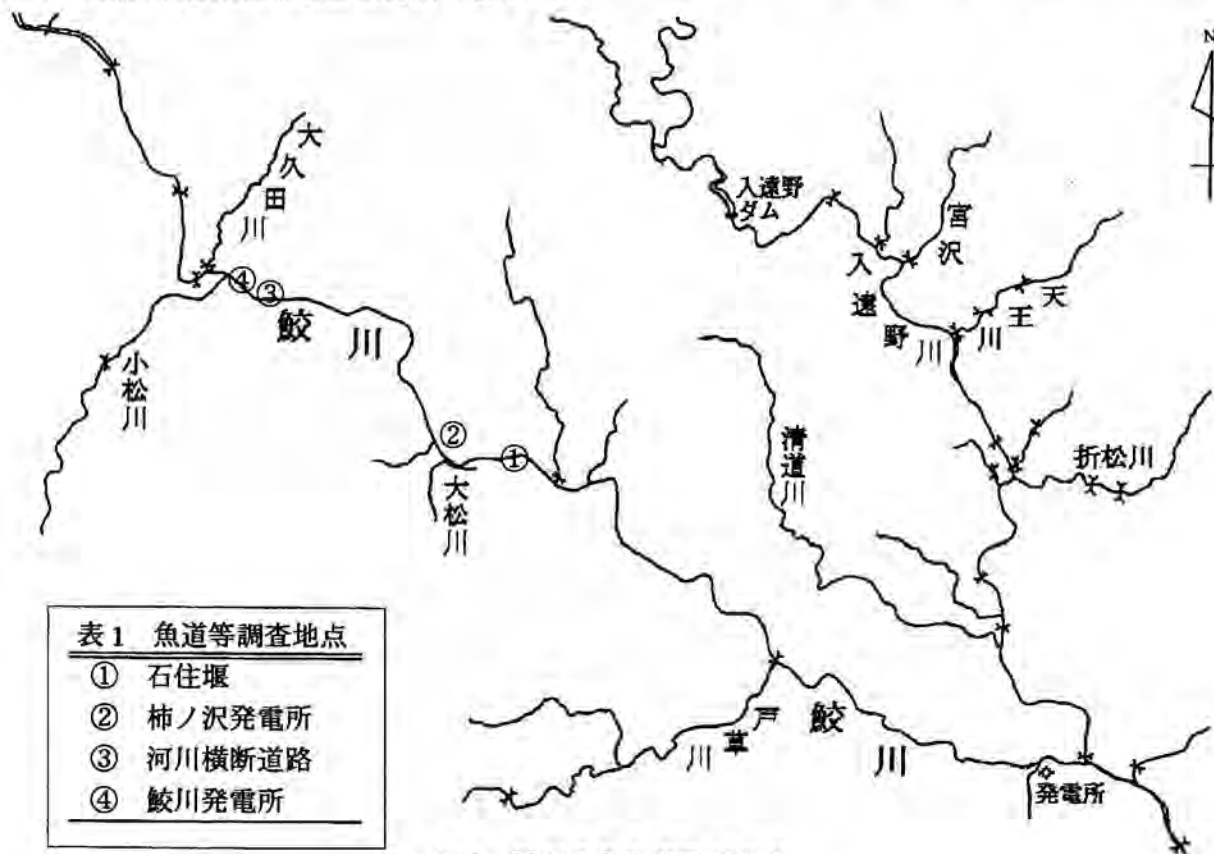 N
大久田川
入遠野
ダム
宮沢
入遠野川
天王川
④ ③
鮫川
小松川
清道川
②
①
折松川
大松川
表1 魚道等調査地点
① 石住堰
② 柿ノ沢発電所
③ 河川横断道路
④ 鮫川発電所
戸草川
鮫川
発電所